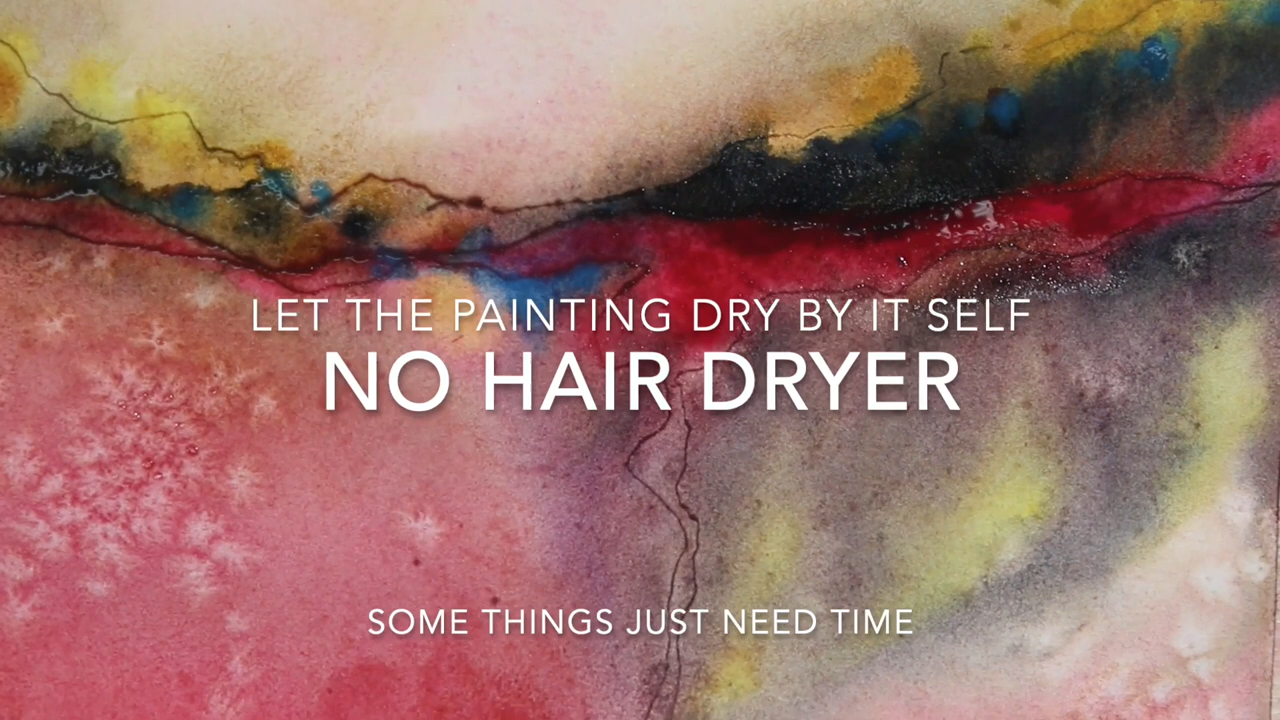 LET THE PAINTING DRY BY IT SELF
NO HAIR DRYER
SOME THINGS JUST NEED TIME